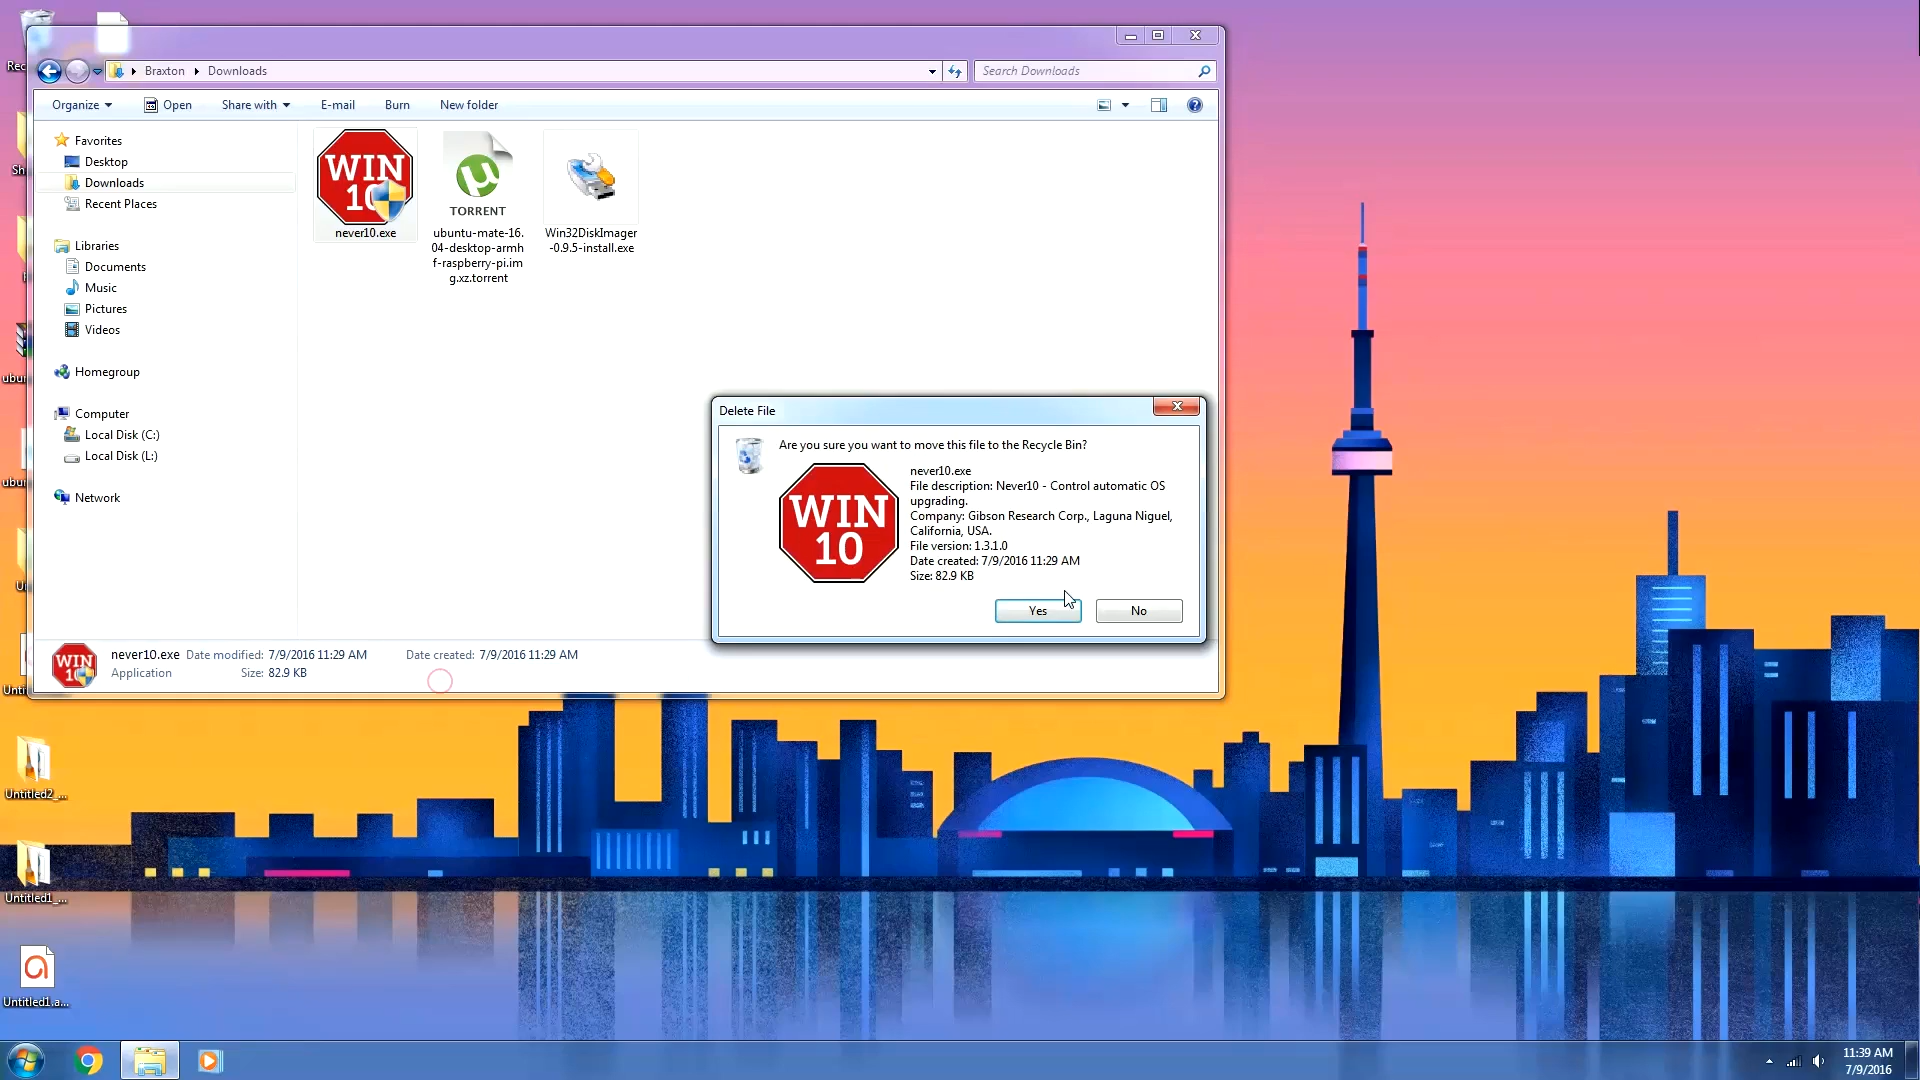 Braxton
Downloads
Search Downloads
Organize
Open
Share with
E-mail
Burn
New folder
Favorites
Desktop
Downloads
Recent Places
Libraries
Documents
Music
Pictures
Videos
Homegroup
Computer
Local Disk (C:)
Local Disk (L:)
Network
WIN
10
never10.exe
µ
TORRENT
ubuntu-mate-16.
04-desktop-armh
f-raspberry-pi.im
g.xz.torrent
Win32DiskImager
-0.9.5-install.exe
Delete File
Are you sure you want to move this file to the Recycle Bin?
WIN
10
never10.exe
File description: Never10 - Control automatic OS
upgrading.
Company: Gibson Research Corp., Laguna Niguel,
California, USA.
File version: 1.3.1.0
Date created: 7/9/2016 11:29 AM
Size: 82.9 KB
Yes
No
WIN
10
never10.exe Date modified: 7/9/2016 11:29 AM Date created: 7/9/2016 11:29 AM
Application Size: 82.9 KB
Untitled2_...
Untitled1_...
Untitled1.a...
11:39 AM
7/9/2016